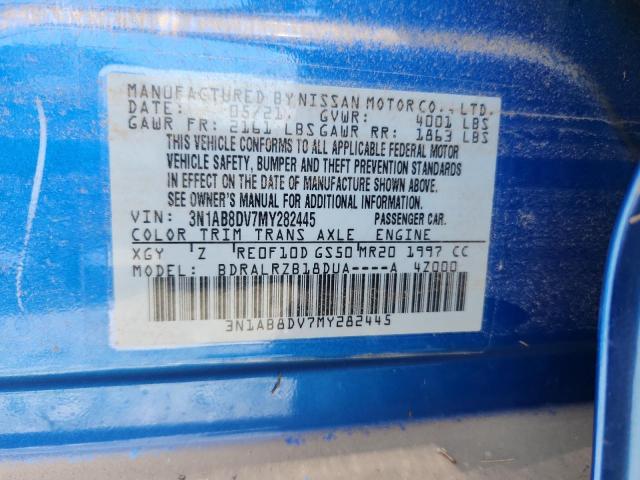 MANUFACTURED BY NISSAN MOTOR CO., LTD.
DATE: 05/21 GVWR: 4001 LBS
GAWR FR: 2161 LBS GAWR RR: 1863 LBS
THIS VEHICLE CONFORMS TO ALL APPLICABLE FEDERAL MOTOR
VEHICLE SAFETY, BUMPER AND THEFT PREVENTION STANDARDS
IN EFFECT ON THE DATE OF MANUFACTURE SHOWN ABOVE.
SEE OWNER'S MANUAL FOR ADDITIONAL INFORMATION.
VIN: 3N1AB8DV7MY282445 PASSENGER CAR.
COLOR TRIM TRANS AXLE ENGINE
XGY Z RE0F10D GS50 MR20 1997 CC
MODEL: BDRALRZB18DUA----A 4Z000
3N1AB8DV7MY282445